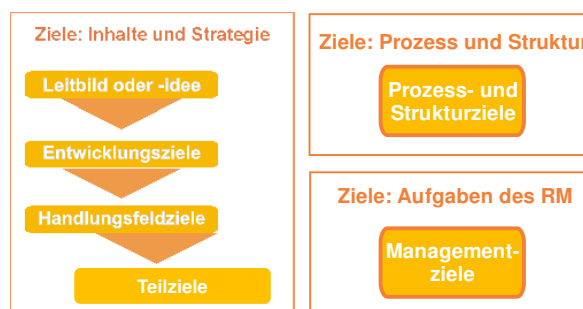 Ziele: Inhalte und Strategie
Leitbild oder -Idee
Entwicklungsziele
Handlungsfeldziele
Teilziele
Ziele: Prozess und Struktur
Prozess- und
Strukturziele
Ziele: Aufgaben des RM
Management-
ziele